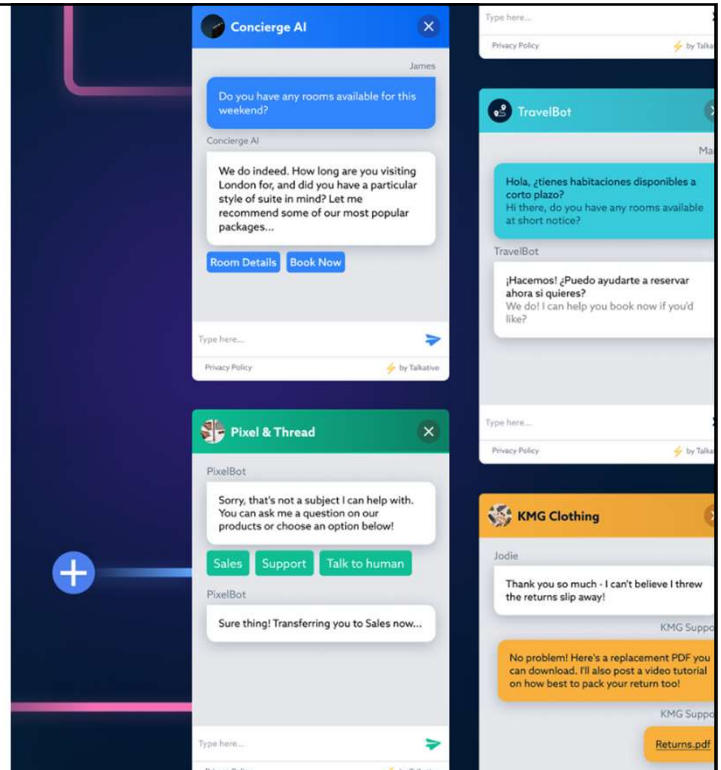 Concierge AI
James
Do you have any rooms available for this
weekend?
Concierge AI
We do indeed. How long are you visiting
London for, and did you have a particular
style of suite in mind? Let me
recommend some of our most popular
packages...
Room Details
Book Now
Type here...
Privacy Policy
by Talkative
Pixel & Thread
PixelBot
Sorry, that's not a subject I can help with.
You can ask me a question on our
products or choose an option below!
Sales
Support
Talk to human
PixelBot
Sure thing! Transferring you to Sales now...
Type here...
Type here...
Privacy Policy
by Talka
TravelBot
Ma
Hola, ¿tienes habitaciones disponibles a
corto plazo?
Hi there, do you have any rooms available
at short notice?
TravelBot
¡Hacemos! ¿Puedo ayudarte a reservar
ahora si quieres?
We do! I can help you book now if you'd
like?
Type here...
Privacy Policy
by Talka
KMG Clothing
Jodie
Thank you so much - I can't believe I threw
the returns slip away!
KMG Suppo
No problem! Here's a replacement PDF you
can download. I'll also post a video tutorial
on how best to pack your return too!
KMG Suppo
Returns.pdf